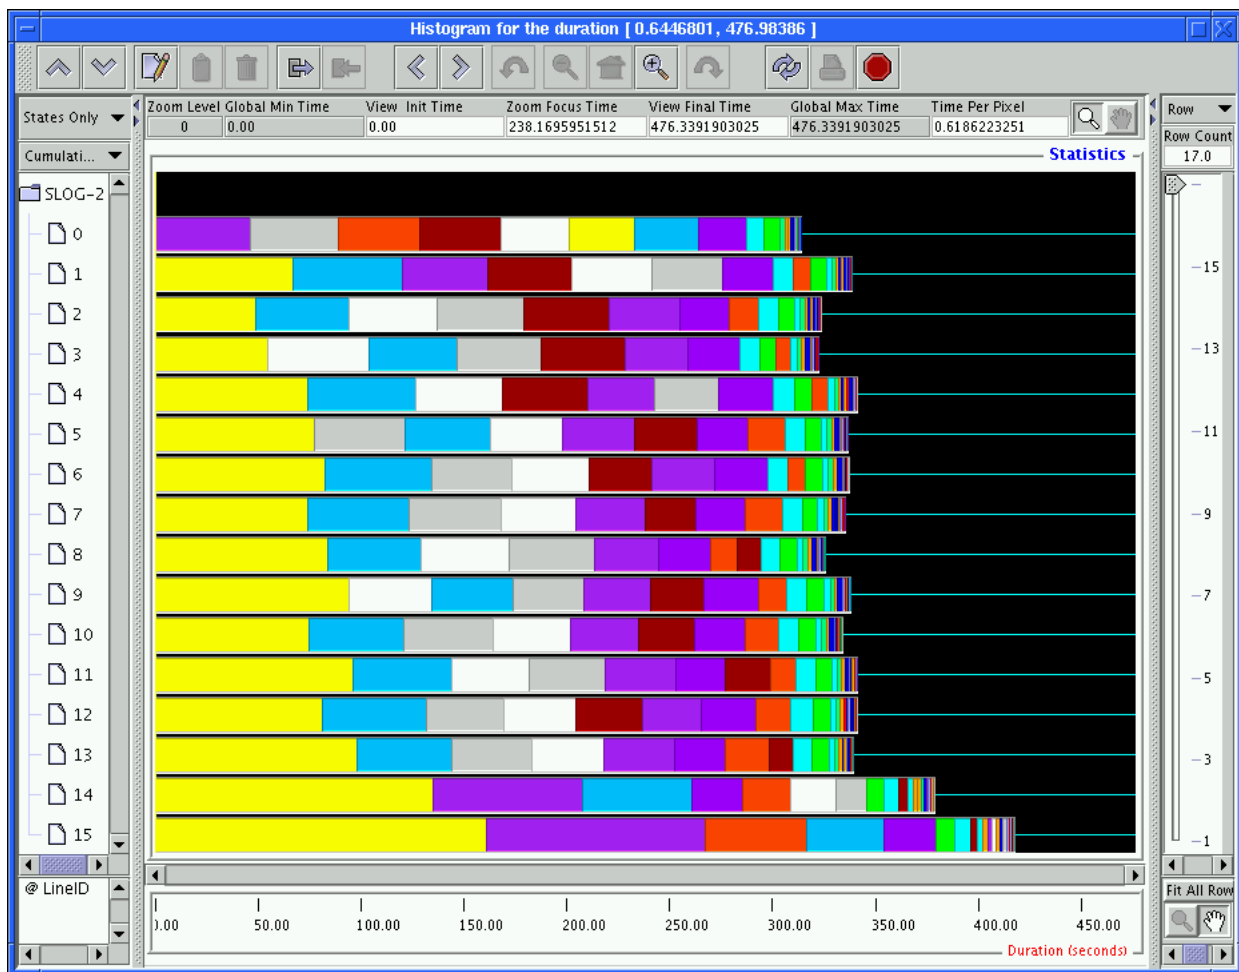 Histogram for the duration [ 0.6446801, 476.98386 ]
States Only
Zoom Level Global Min Time View Init Time Zoom Focus Time View Final Time Global Max Time Time Per Pixel
0 0.00 0.00 238.1695951512 476.3391903025 476.3391903025 0.6186223251
Row
Row Count
17.0
Cumulati...
Statistics
SLOG-2
0
1
2
3
4
5
6
7
8
9
10
11
12
13
14
15
15
13
11
9
7
5
3
1
@ LineID
Fit All Row
).00 50.00 100.00 150.00 200.00 250.00 300.00 350.00 400.00 450.00
Duration (seconds)